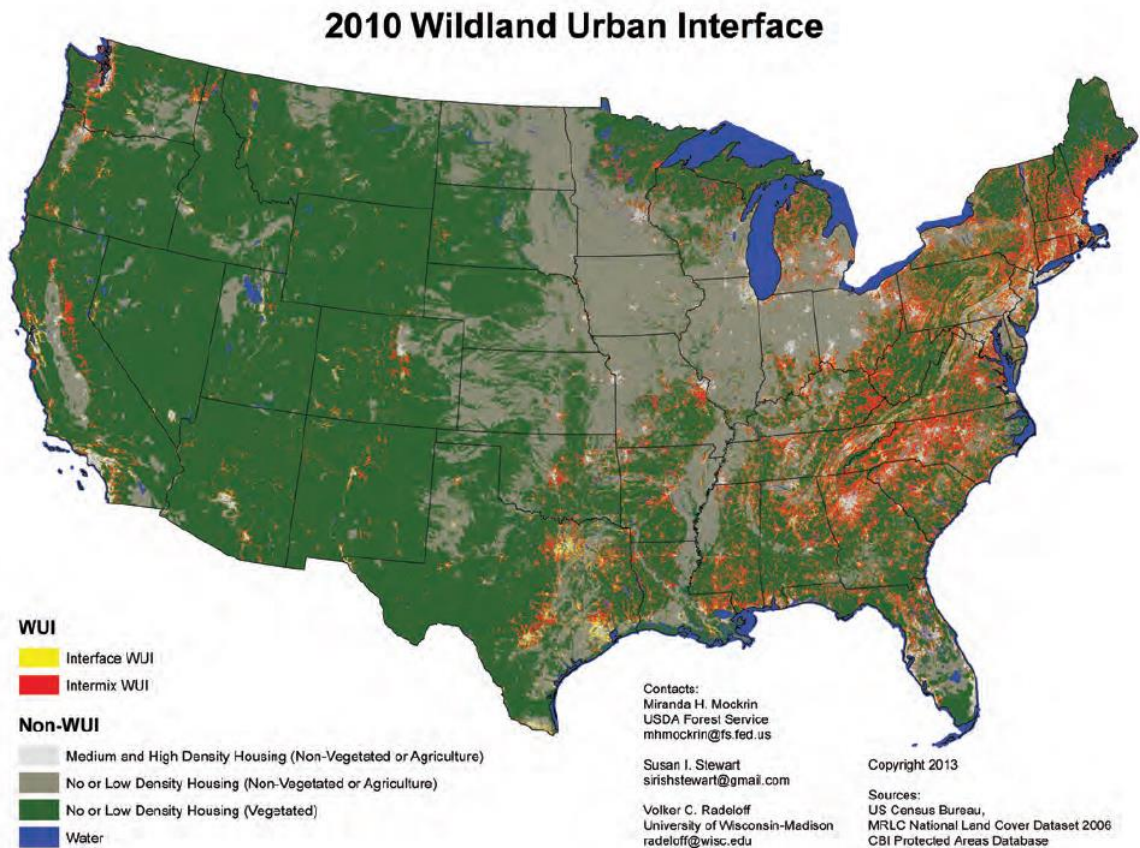 2010 Wildland Urban Interface
WUI
Interface WUI
Intermix WUI
Non-WUI
Medium and High Density Housing (Non-Vegetated or Agriculture)
No or Low Density Housing (Non-Vegetated or Agriculture)
No or Low Density Housing (Vegetated)
Water
Contacts:
Miranda H. Mockrin
USDA Forest Service
mhmockrin@fs.fed.us
Susan I. Stewart
sirishstewart@gmail.com
Volker C. Radeloff
University of Wisconsin-Madison
radeloff@wisc.edu
Copyright 2013
Sources:
US Census Bureau,
MRLC National Land Cover Dataset 2006
CBI Protected Areas Database